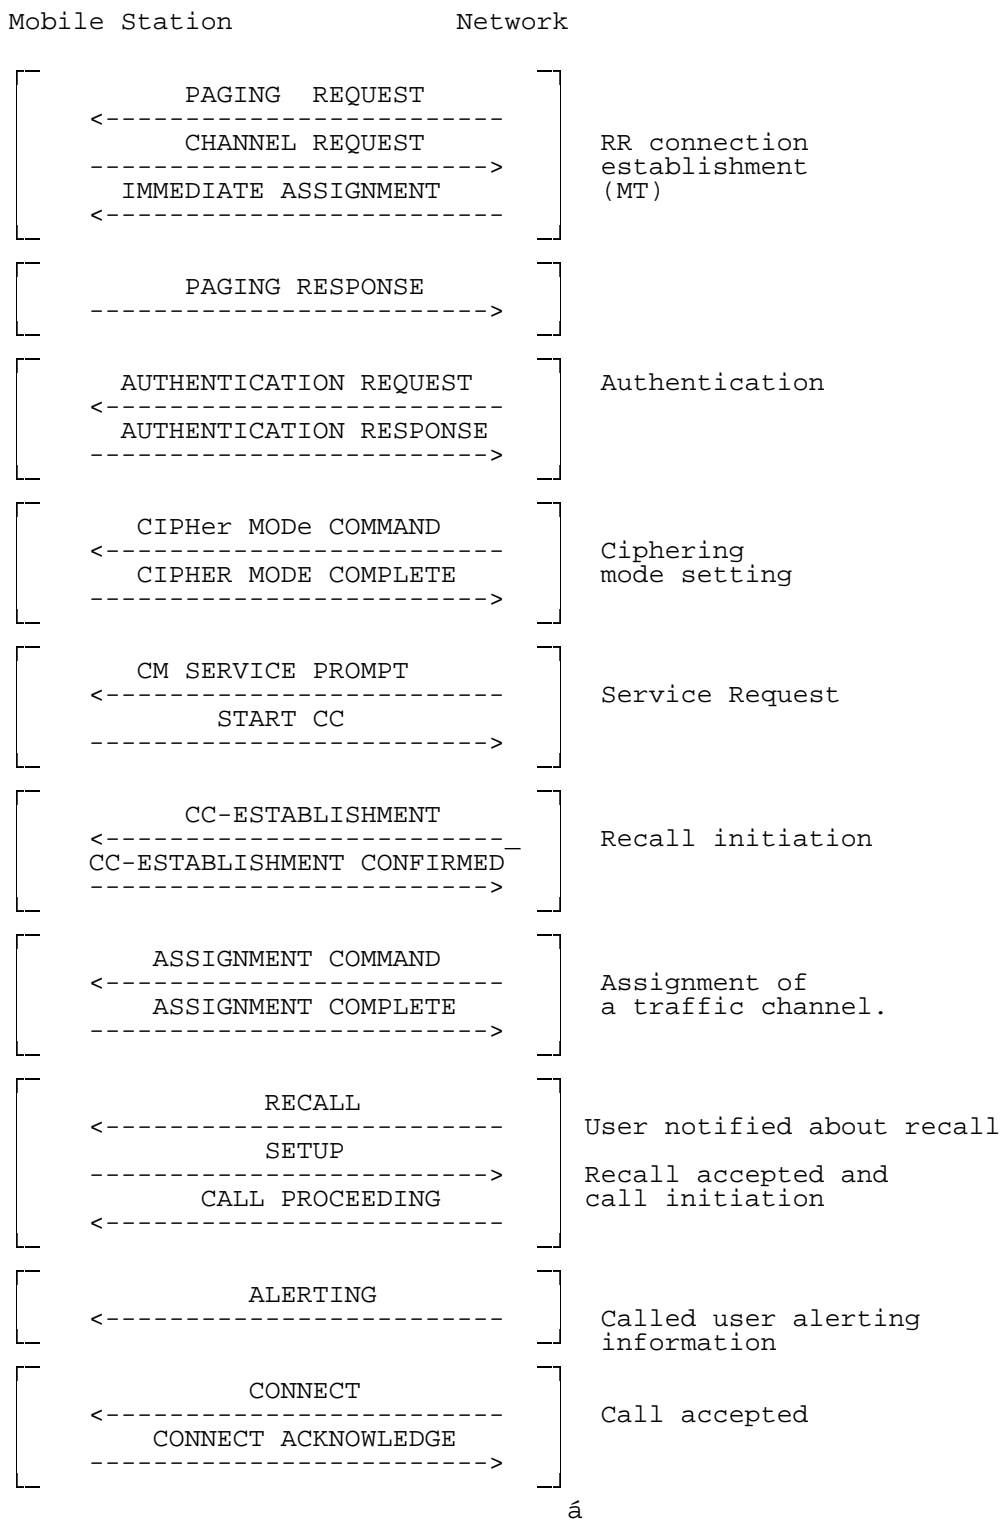 Mobile Station Network
PAGING REQUEST
<-------------------------
CHANNEL REQUEST RR connection
-------------------------> establishment
IMMEDIATE ASSIGNMENT (MT)
<-------------------------
PAGING RESPONSE
------------------------->
AUTHENTICATION REQUEST Authentication
<-------------------------
AUTHENTICATION RESPONSE
------------------------->
CIPHer MODe COMMAND
<------------------------- Ciphering
CIPHER MODE COMPLETE mode setting
------------------------->
CM SERVICE PROMPT
<------------------------- Service Request
START CC
------------------------->
CC-ESTABLISHMENT
<-------------------------_ Recall initiation
CC-ESTABLISHMENT CONFIRMED
------------------------->
ASSIGNMENT COMMAND
<------------------------- Assignment of
ASSIGNMENT COMPLETE a traffic channel.
------------------------->
RECALL
<------------------------- User notified about recall
SETUP
-------------------------> Recall accepted and
CALL PROCEEDING call initiation
<-------------------------
ALERTING
<------------------------- Called user alerting
information
CONNECT
<------------------------- Call accepted
CONNECT ACKNOWLEDGE
------------------------->
á